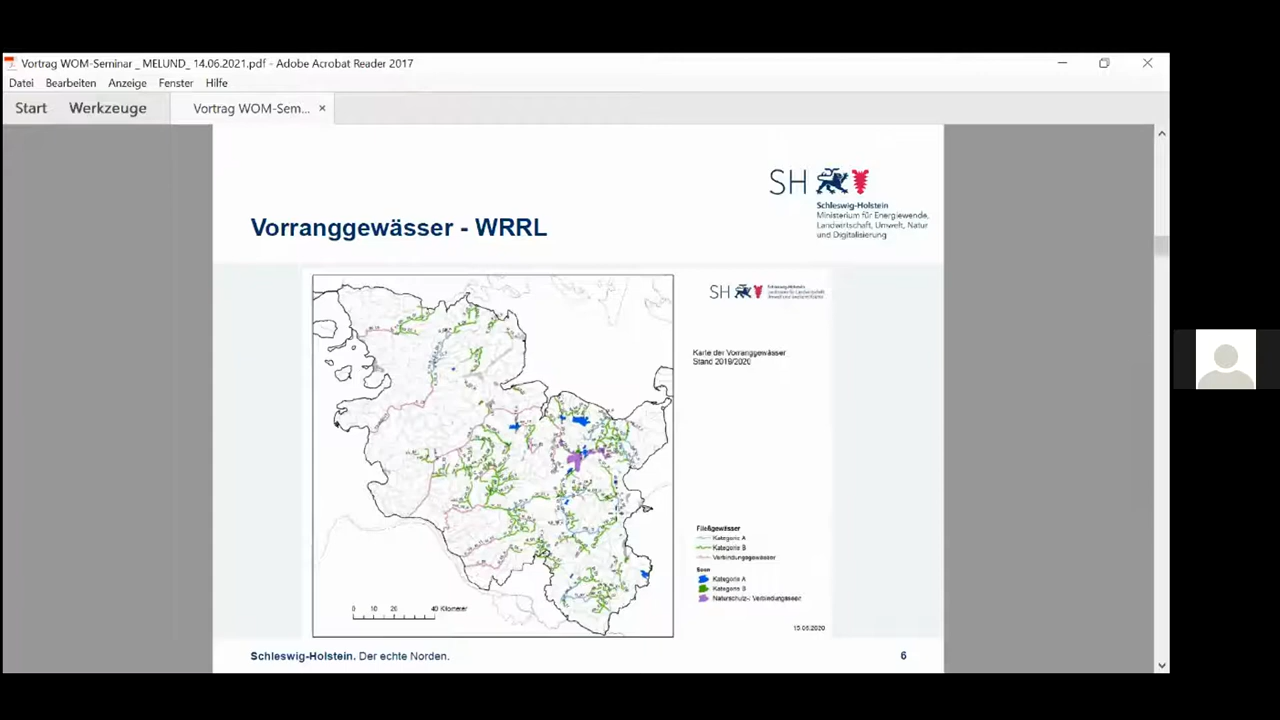 Vortrag WOM-Seminar _ MELUND_ 14.06.2021.pdf - Adobe Acrobat Reader 2017
Datei Bearbeiten Anzeige Fenster Hilfe
Start Werkzeuge Vortrag WOM-Sem... ×
SH
Schleswig-Holstein
Ministerium für Energiewende,
Landwirtschaft, Umwelt, Natur
und Digitalisierung
Vorranggewässer - WRRL
SH
Schleswig-Holstein
Karte der Vorranggewässer
Stand 2019/2020
Fließgewässer
Kategorie A
Kategorie B
Verbindungsgewässer
Seen
Kategorie A
Kategorie B
0 10 20 40 Kilometer
15.06.2020
Schleswig-Holstein. Der echte Norden.
6